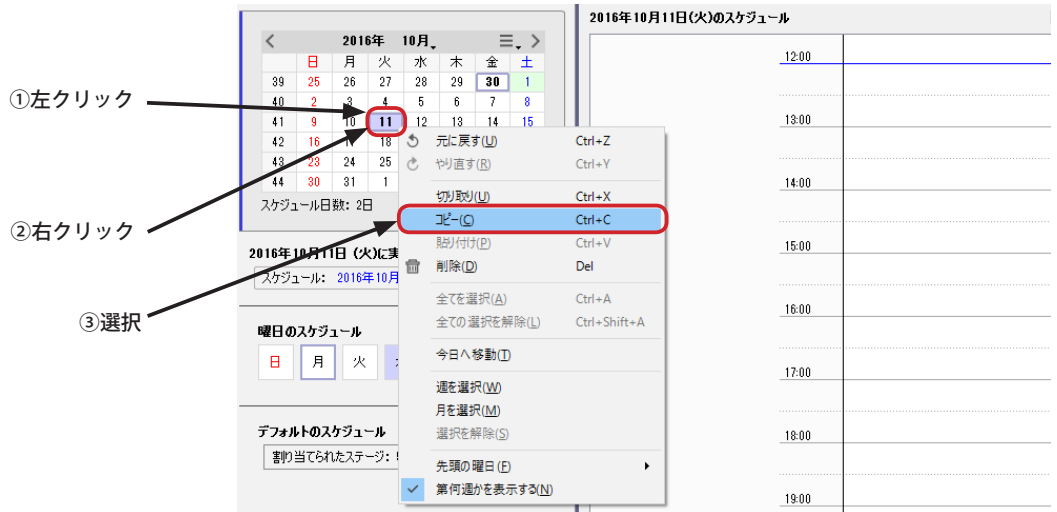 ①左クリック
②右クリック
③選択
2016年 10月
日 月 火 水 木 金 土
39 25 26 27 28 29 30 1
40 2 3 4 5 6 7 8
41 9 10 11 12 13 14 15
42 16 17 18
43 23 24 25
44 30 31 1
スケジュール日数: 2日
2016年10月11日 (火)に実
スケジュール: 2016年10月
曜日のスケジュール
日 月 火
デフォルトのスケジュール
割り当てられたステージ:
元に戻す(U) Ctrl+Z
やり直す(R) Ctrl+Y
切り取り(U) Ctrl+X
コピー(C) Ctrl+C
貼り付け(P) Ctrl+V
削除(D) Del
全てを選択(A) Ctrl+A
全ての選択を解除(L) Ctrl+Shift+A
今日へ移動(T)
週を選択(W)
月を選択(M)
選択を解除(S)
先頭の曜日(F)
第何週かを表示する(N)
2016年10月11日(火)のスケジュール
12:00
13:00
14:00
15:00
16:00
17:00
18:00
19:00